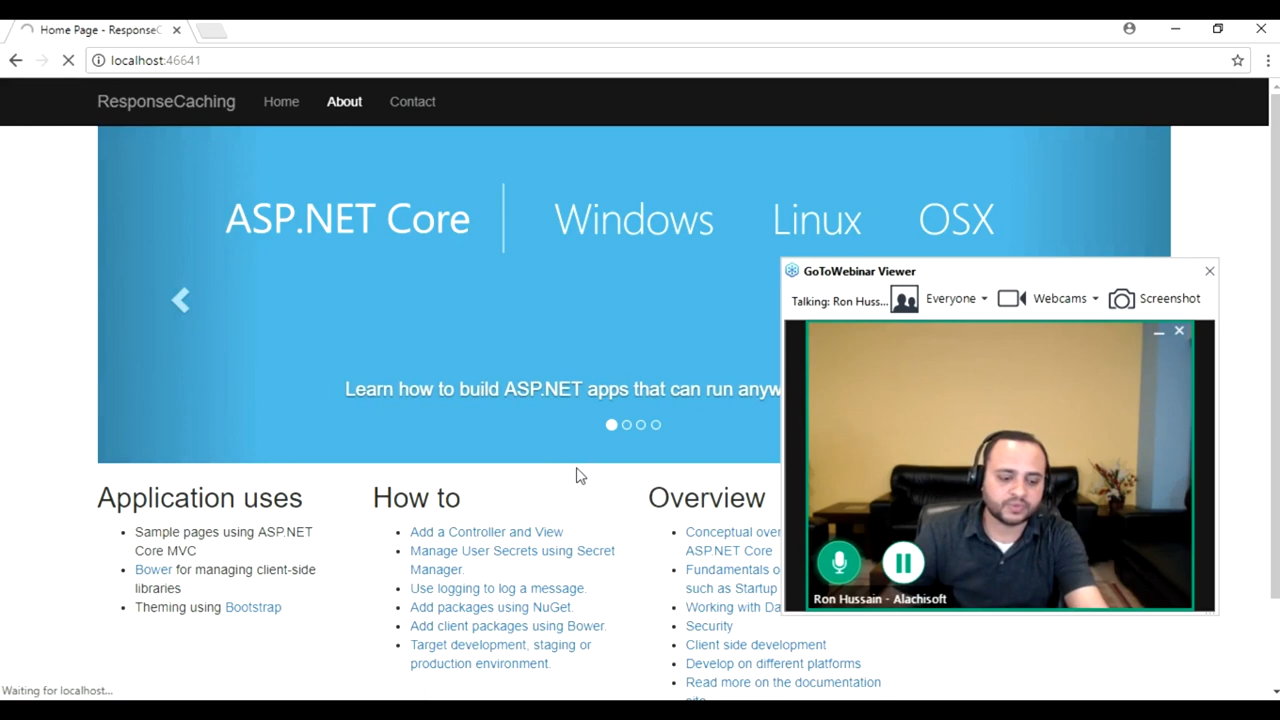 Home Page - ResponseC
localhost:46641
ResponseCaching Home About Contact
ASP.NET Core Windows Linux OSX
Learn how to build ASP.NET apps that can run anyw
GoToWebinar Viewer
Talking: Ron Huss... Everyone Webcams Screenshot
Ron Hussain - Alachisoft
Application uses
Sample pages using ASP.NET
Core MVC
Bower for managing client-side
libraries
Theming using Bootstrap
How to
Add a Controller and View
Manage User Secrets using Secret
Manager.
Use logging to log a message.
Add packages using NuGet.
Add client packages using Bower.
Target development, staging or
production environment.
Overview
Conceptual over
ASP.NET Core
Fundamentals o
such as Startup
Working with Da
Security
Client side development
Develop on different platforms
Read more on the documentation
site
Waiting for localhost...